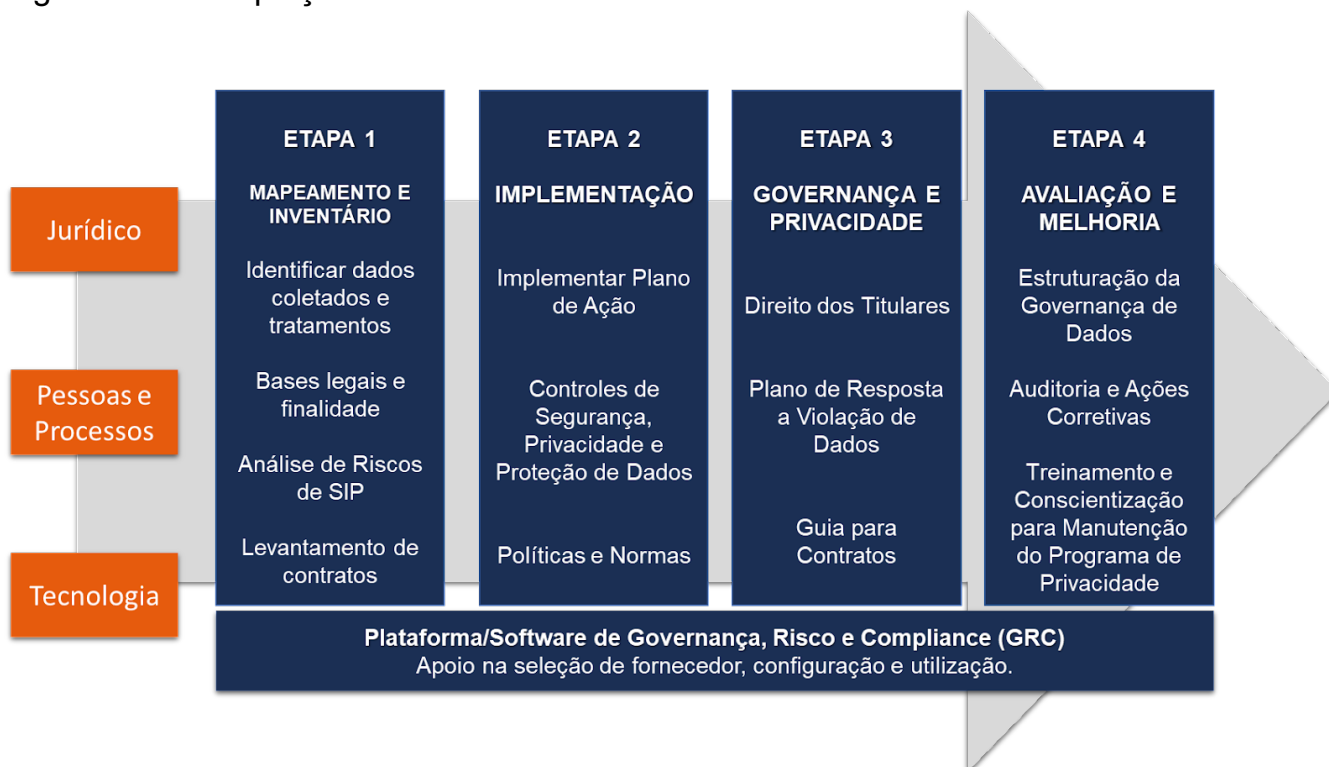 Jurídico
Pessoas e
Processos
Tecnologia
ETAPA 1
MAPEAMENTO E
INVENTÁRIO
Identificar dados
coletados e
tratamentos
Bases legais e
finalidade
Análise de Riscos
de SIP
Levantamento de
contratos
ETAPA 2
IMPLEMENTAÇÃO
Implementar Plano
de Ação
Controles de
Segurança,
Privacidade e
Proteção de Dados
Políticas e Normas
ETAPA 3
GOVERNANÇA E
PRIVACIDADE
Direito dos Titulares
Plano de Resposta
a Violação de
Dados
Guia para
Contratos
ETAPA 4
AVALIAÇÃO E
MELHORIA
Estruturação da
Governança de
Dados
Auditoria e Ações
Corretivas
Treinamento e
Conscientização
para Manutenção
do Programa de
Privacidade
Plataforma/Software de Governança, Risco e Compliance (GRC)
Apoio na seleção de fornecedor, configuração e utilização.